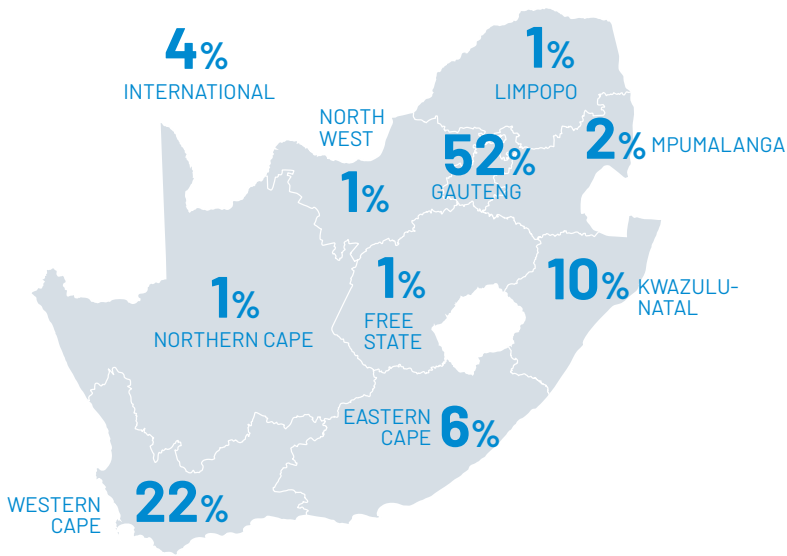 4%
INTERNATIONAL
1%
LIMPOPO
NORTH
WEST
1%
52%
GAUTENG
2% MPUMALANGA
1%
NORTHERN CAPE
1%
FREE
STATE
10% KWAZULU-
NATAL
EASTERN
CAPE 6%
WESTERN
CAPE
22%